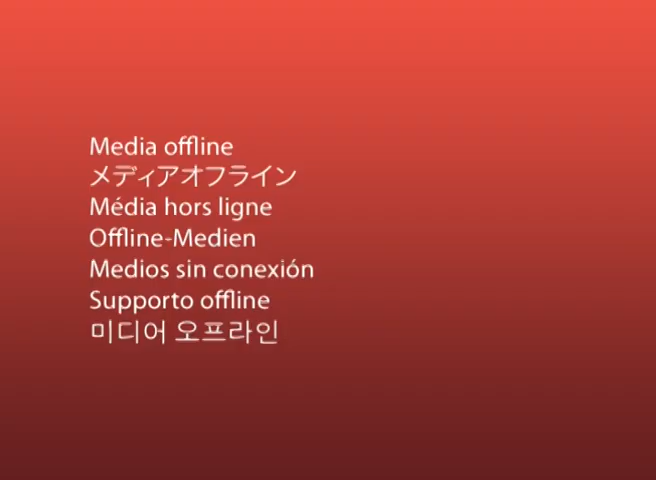 Media offline
メディアオフライン
Média hors ligne
Offline-Medien
Medios sin conexión
Supporto offline
미디어 오프라인